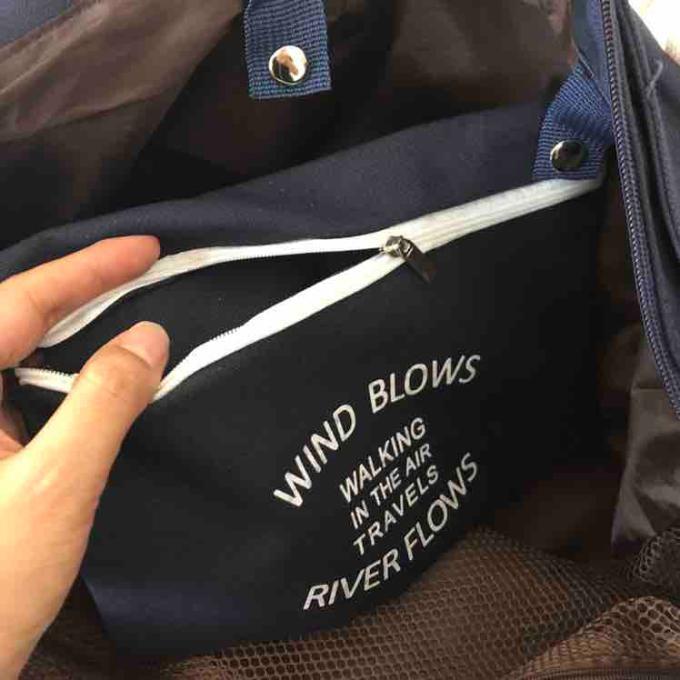 WIND BLOWS
WALKING
IN THE AIR
TRAVELS
RIVER FLOWS